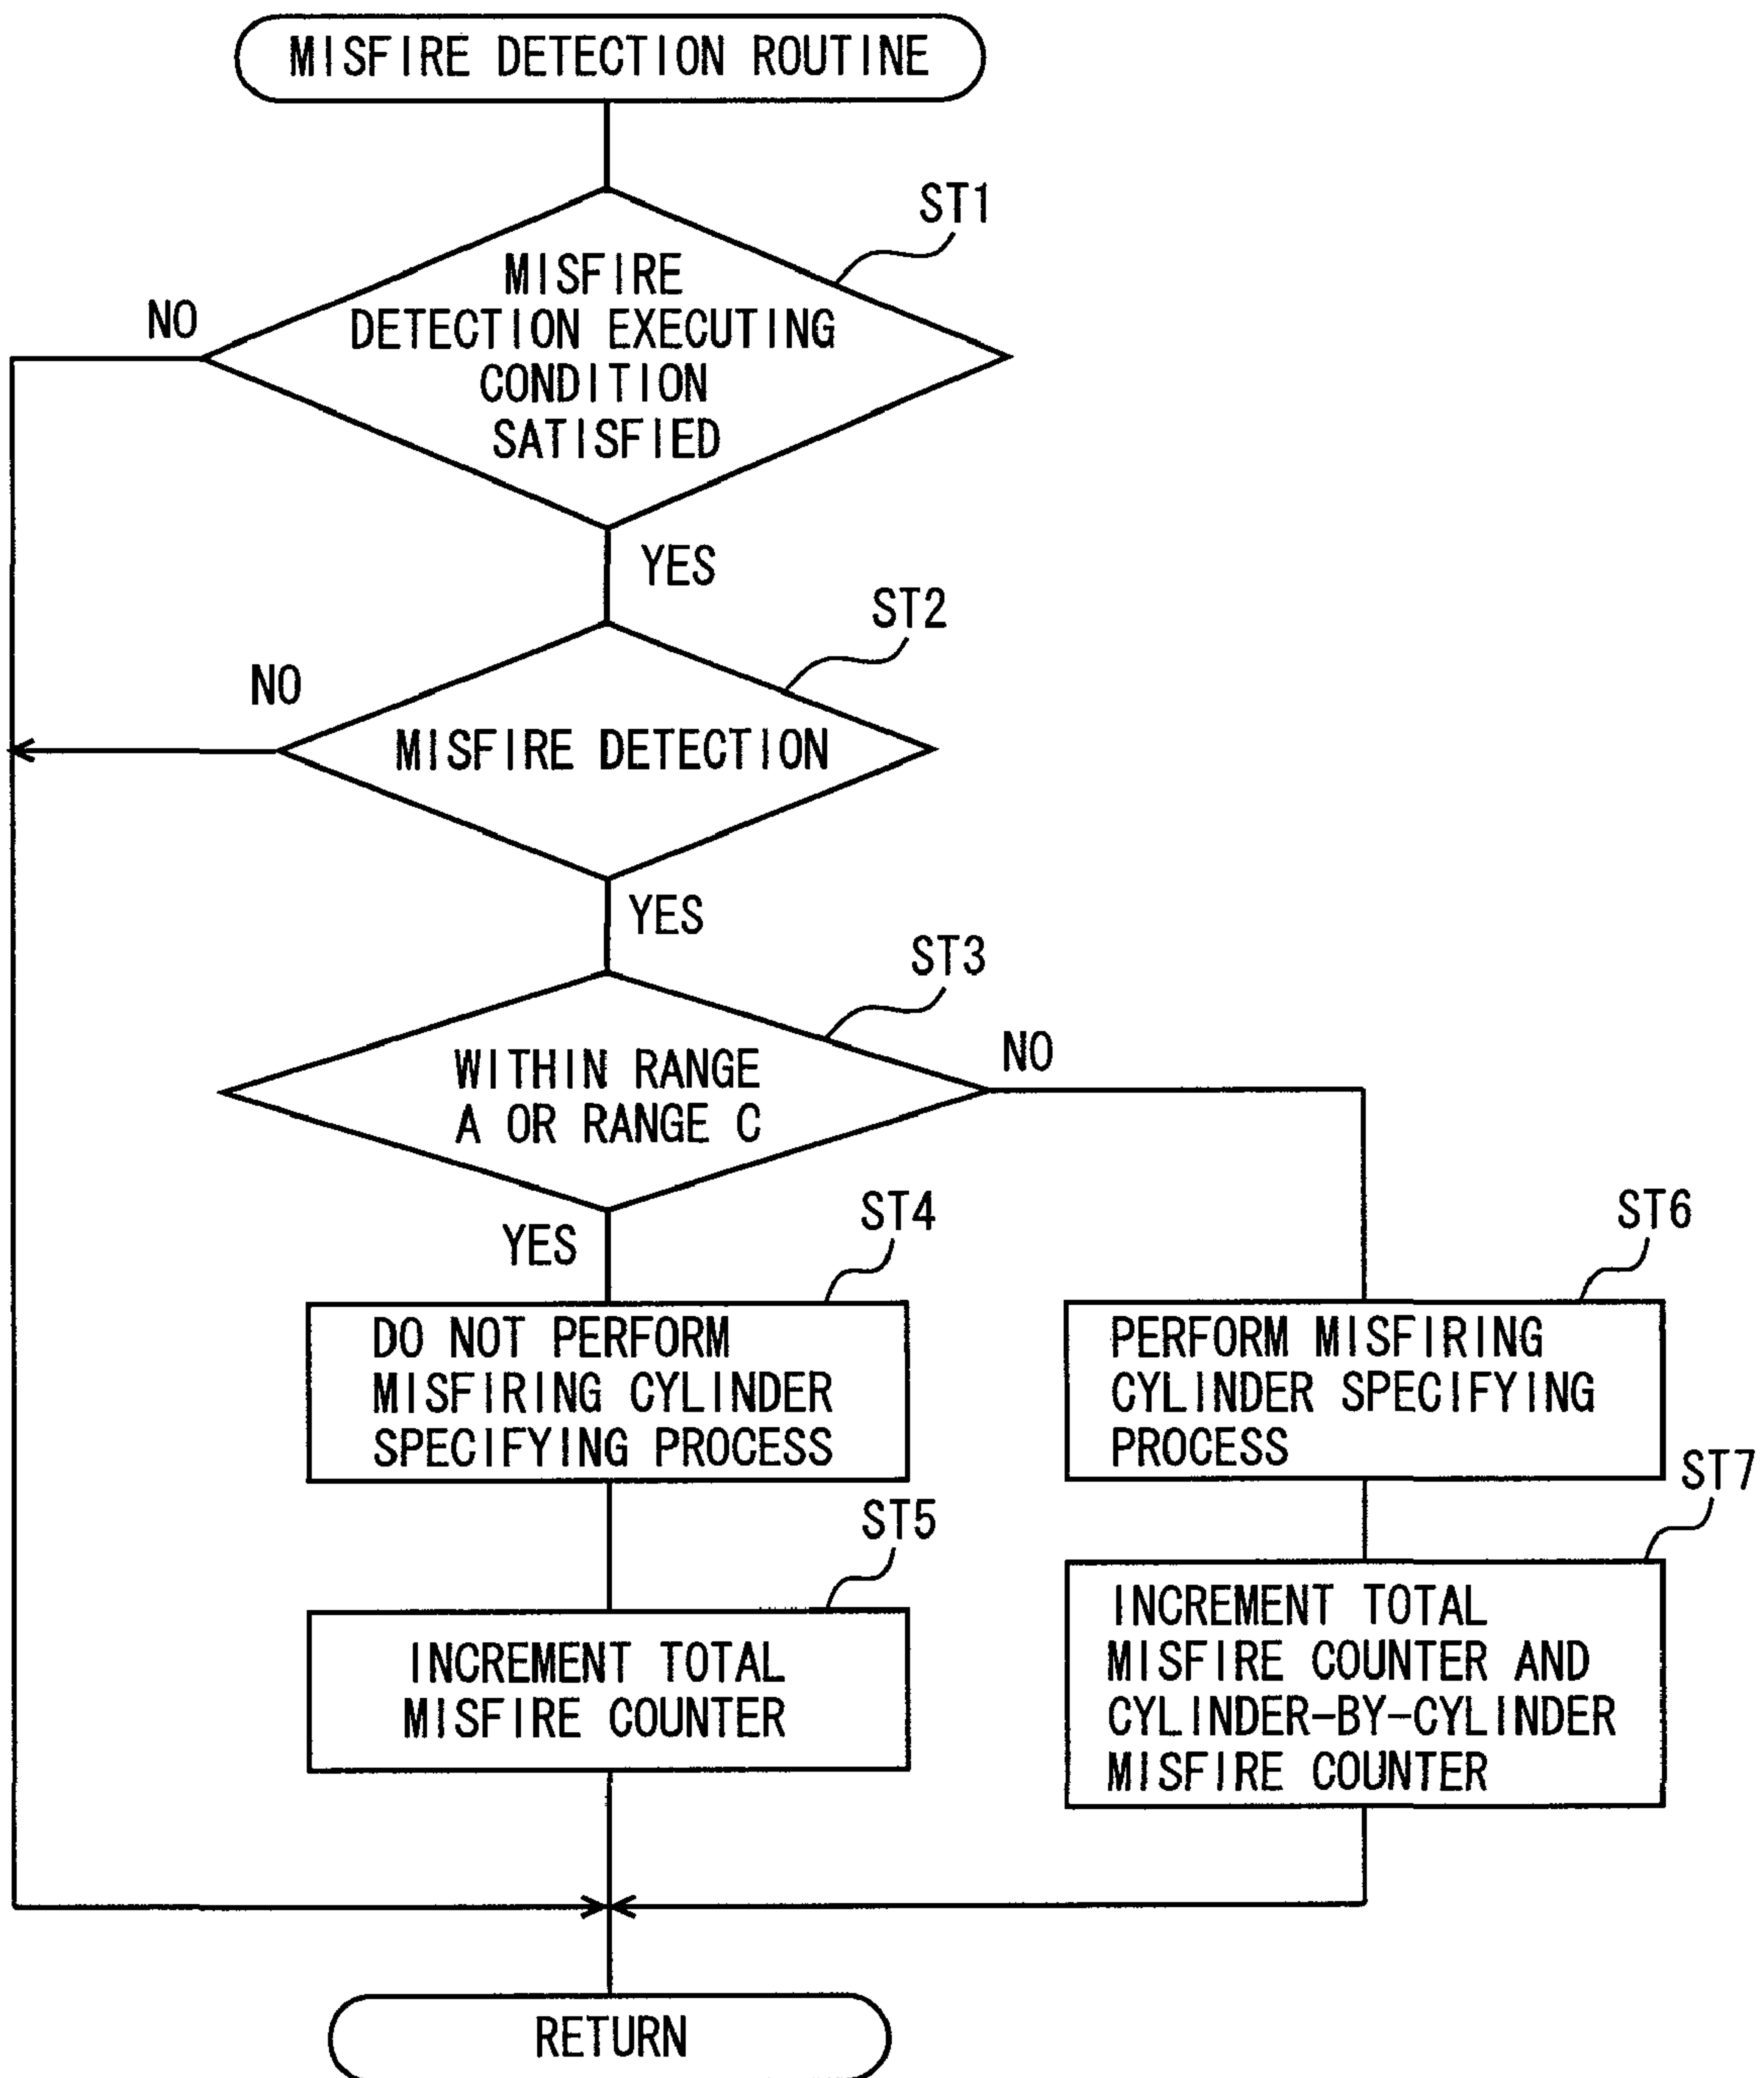 MISFIRE DETECTION ROUTINE
ST1
MISFIRE
DETECTION EXECUTING
CONDITION
SATISFIED
NO
YES
ST2
NO
MISFIRE DETECTION
YES
ST3
WITHIN RANGE
A OR RANGE C
NO
YES
ST4
DO NOT PERFORM
MISFIRING CYLINDER
SPECIFYING PROCESS
ST6
PERFORM MISFIRING
CYLINDER SPECIFYING
PROCESS
ST5
INCREMENT TOTAL
MISFIRE COUNTER
ST7
INCREMENT TOTAL
MISFIRE COUNTER AND
CYLINDER-BY-CYLINDER
MISFIRE COUNTER
RETURN